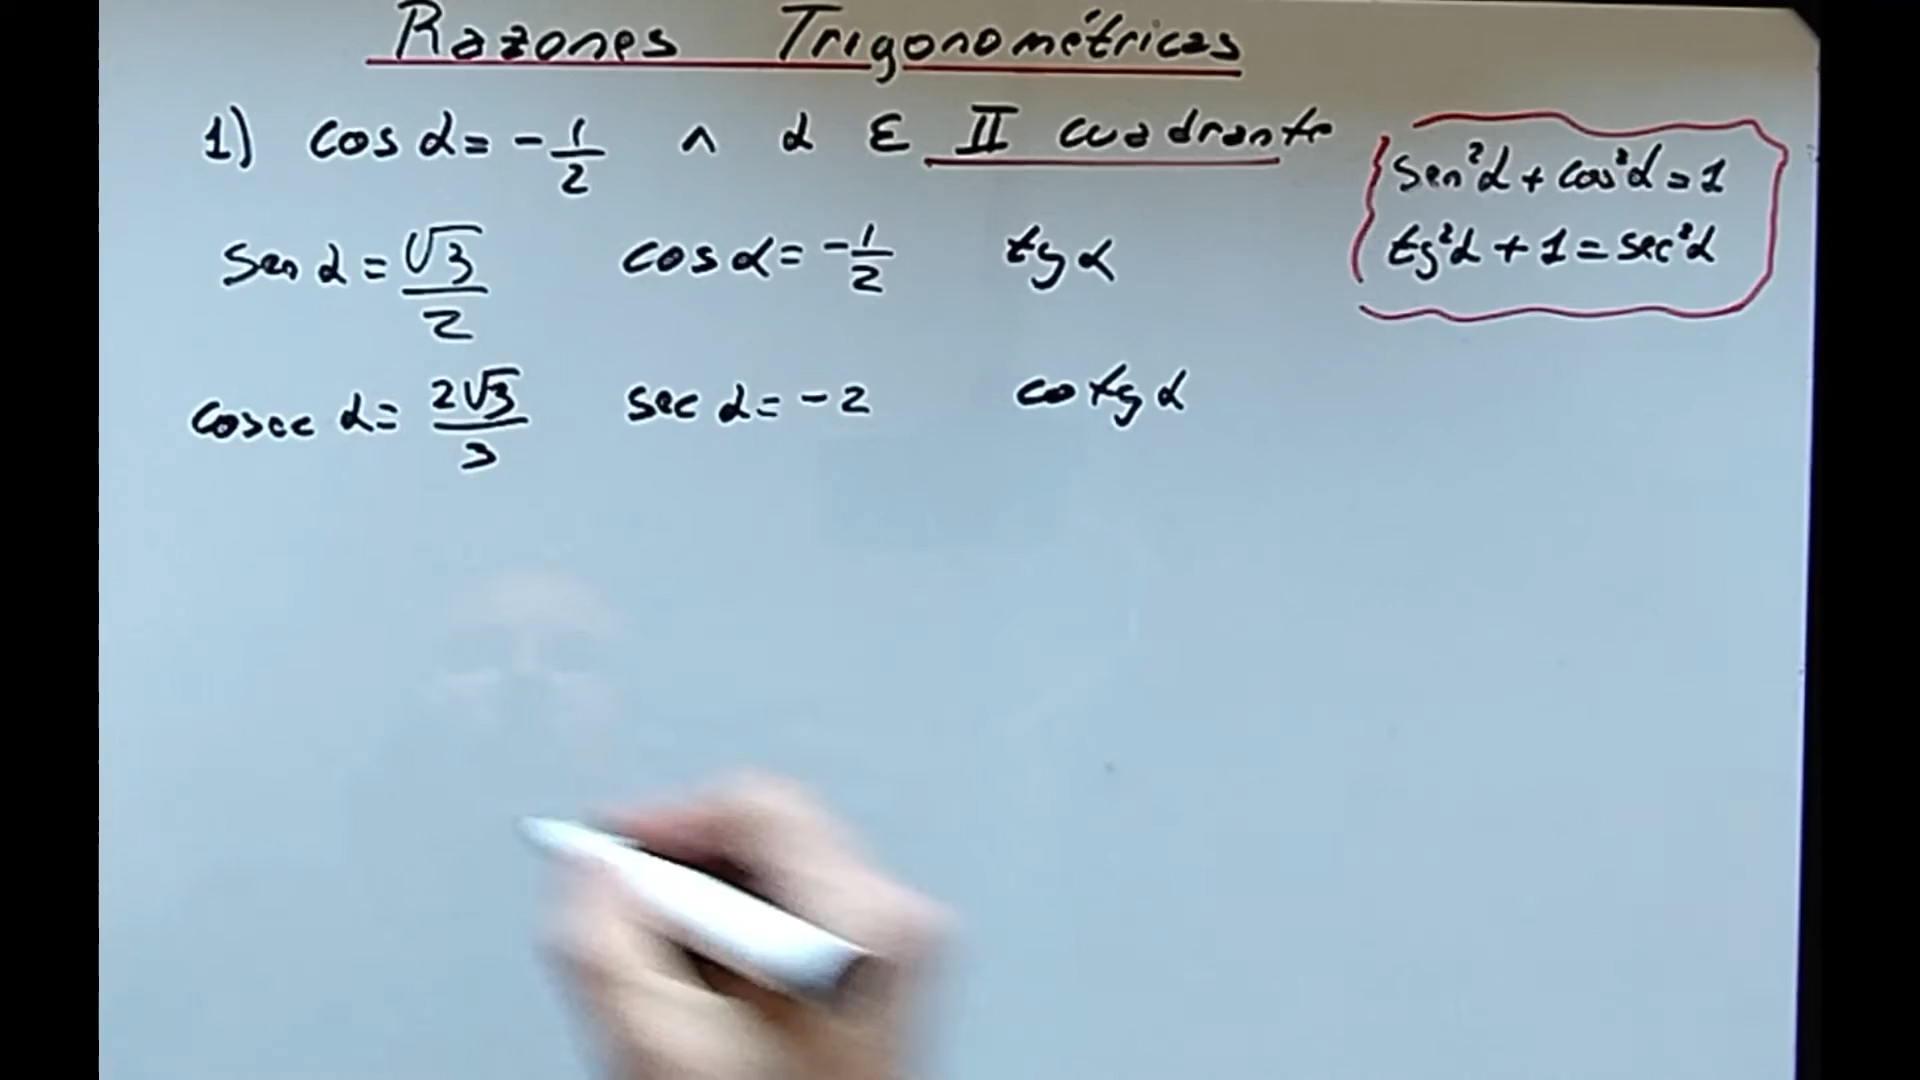 Razones Trigonométricas
1) cos α = -1/2 ∧ α ∈ II cuadrante
sen²α + cos²α = 1
tg²α + 1 = sec²α
sen α = √3/2 cos α = -1/2 tg α
cosec α = 2√3/3 sec α = -2 cotg α